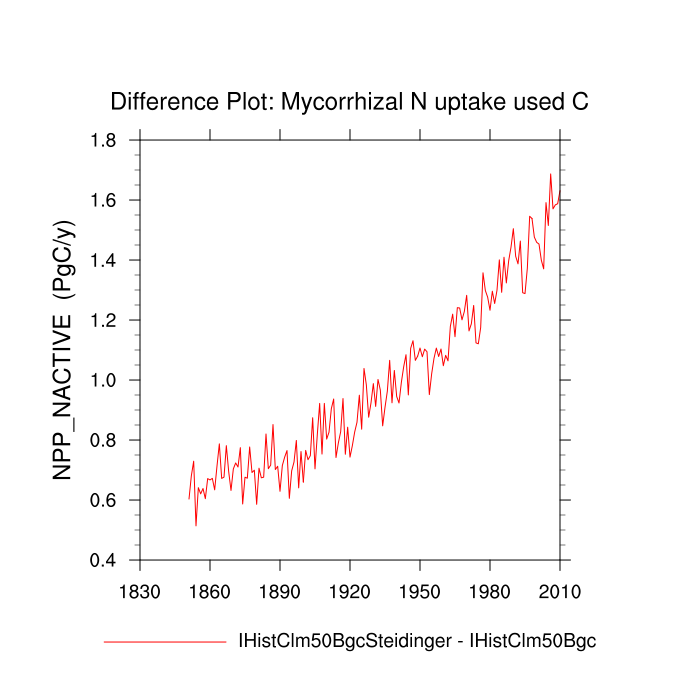 Difference Plot: Mycorrhizal N uptake used C
NPP_NACTIVE (PgC/y)
1.8
1.6
1.4
1.2
1.0
0.8
0.6
0.4
1830 1860 1890 1920 1950 1980 2010
IHistClm50BgcSteidinger - IHistClm50Bgc